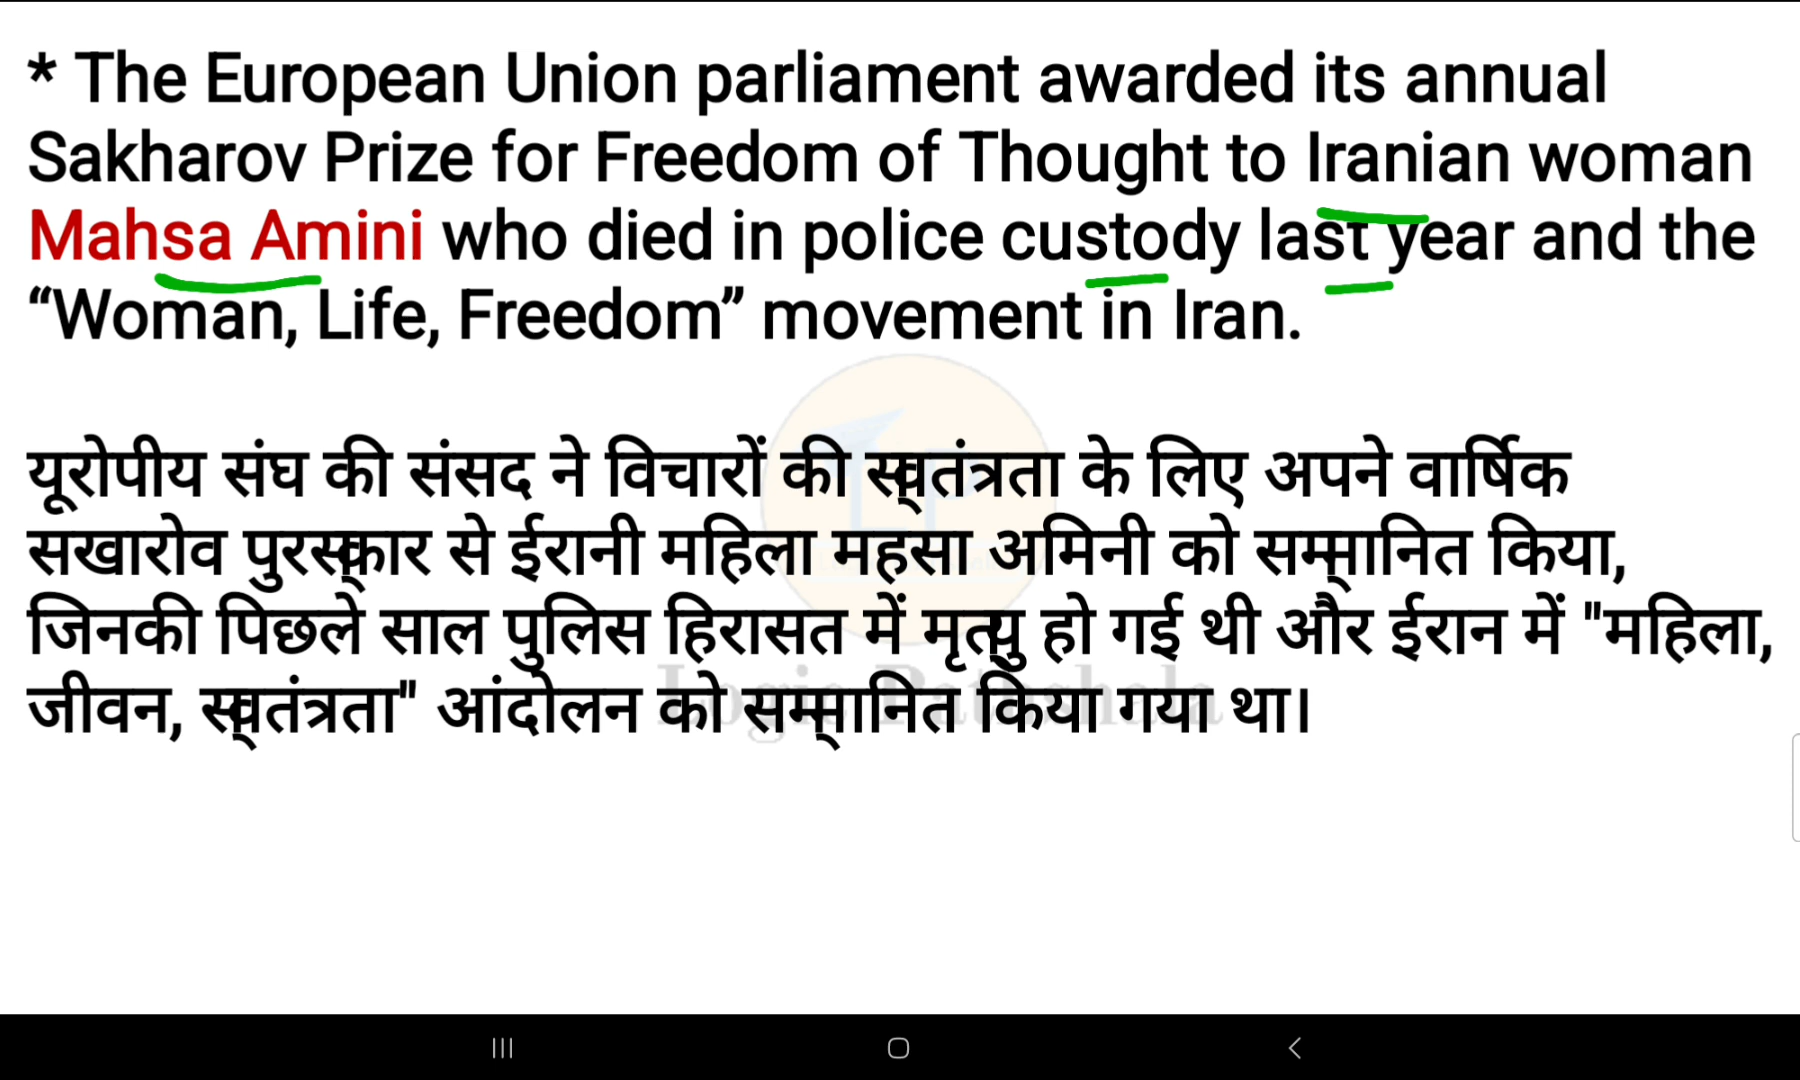 * The European Union parliament awarded its annual
Sakharov Prize for Freedom of Thought to Iranian woman
Mahsa Amini who died in police custody last year and the
“Woman, Life, Freedom” movement in Iran.
यूरोपीय संघ की संसद ने विचारों की स्वतंत्रता के लिए अपने वार्षिक
सखारोव पुरस्कार से ईरानी महिला महसा अमिनी को सम्मानित किया,
जिनकी पिछले साल पुलिस हिरासत में मृत्यु हो गई थी और ईरान में "महिला,
जीवन, स्वतंत्रता" आंदोलन को सम्मानित किया गया था।
Logic Pathshala